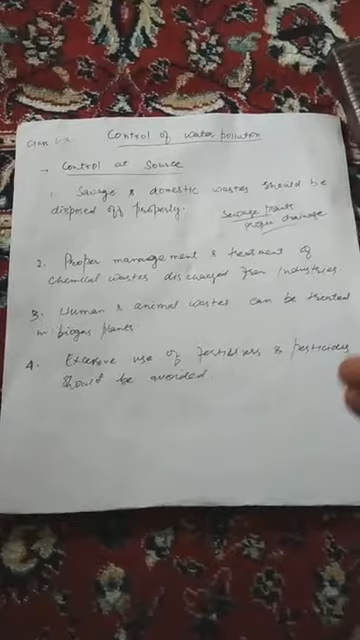 Control of water pollution
→ Control at Source
1. Savage & domestic wastes should be
disposed off properly.
Sewage plants
proper drainage
2. Proper management & treatment of
chemical wastes discharged from industries.
3. Human & animal wastes can be treated
in biogas plants
4. Excessive use of fertilizers & pesticides
should be avoided.